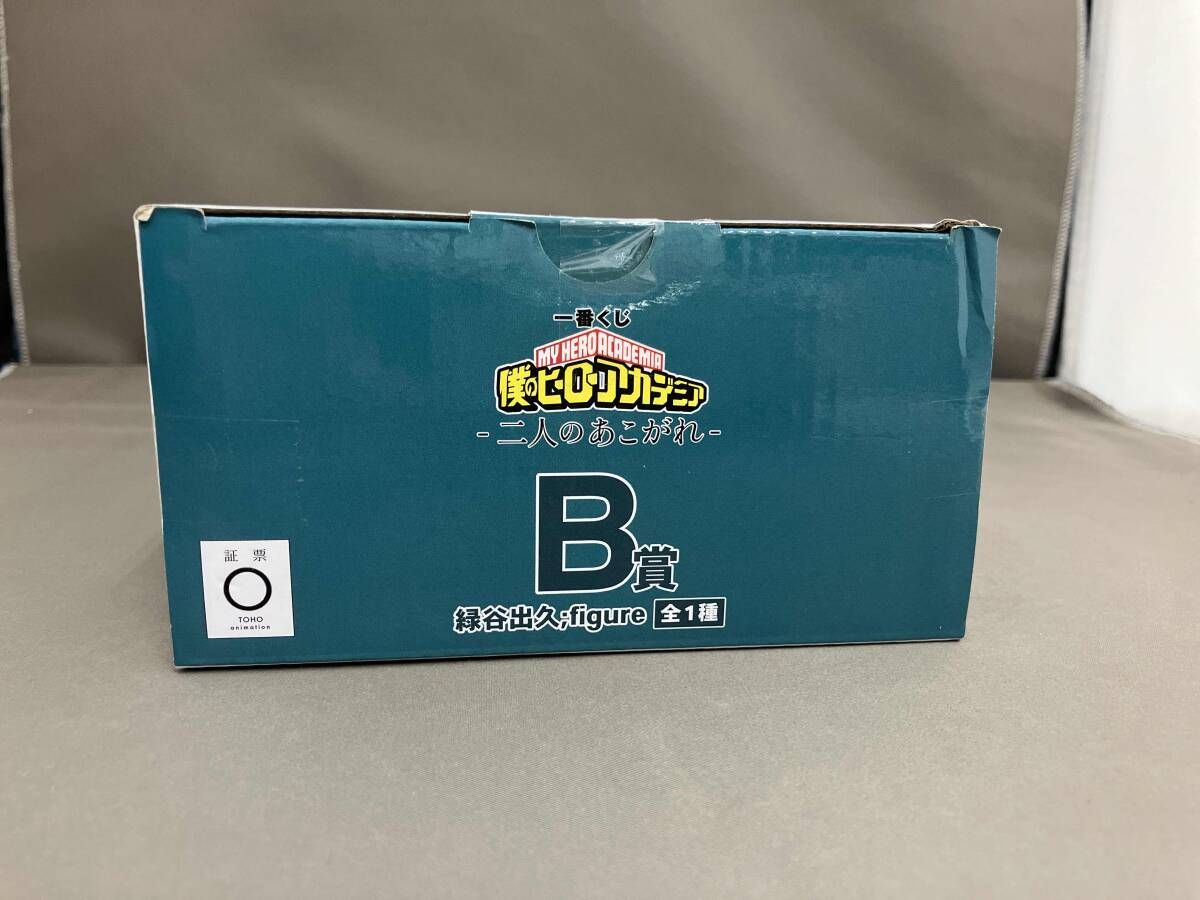 一番くじ
MY HERO ACADEMIA
僕のヒーローアカデミア
-二人のあこがれ-
B賞
緑谷出久;figure 全1種
証 票
TOHO
animation